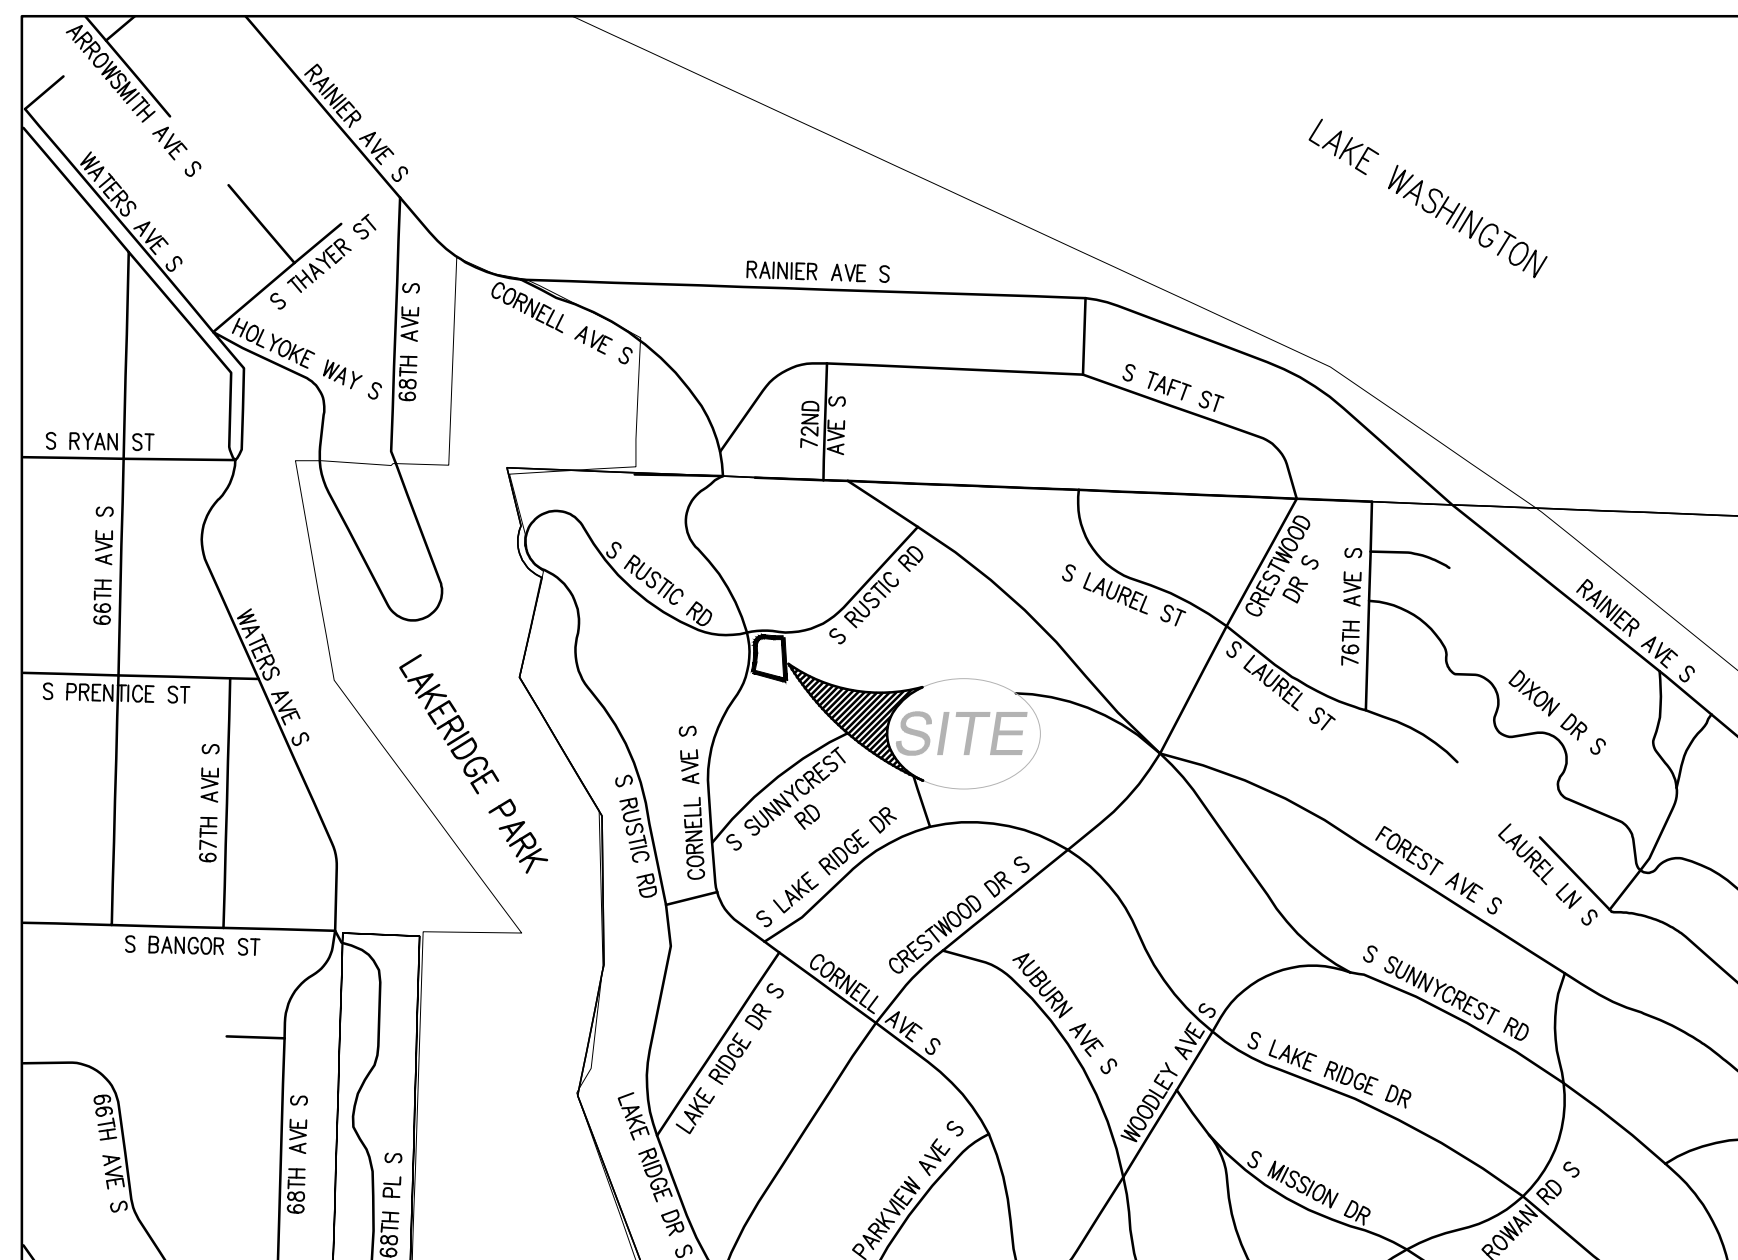 ARROWSMITH AVE S
RAINIER AVE S
LAKE WASHINGTON
WATERS AVE S
S THAYER ST
RAINIER AVE S
CORNELL AVE S
68TH AVE S
HOLYOKE WAY S
S TAFT ST
72ND
AVE S
S RYAN ST
66TH AVE S
S RUSTIC RD
S RUSTIC RD
S LAUREL ST
CRESTWOOD
DR S
76TH AVE S
RAINIER AVE S
WATERS AVE S
LAKERIDGE PARK
S LAUREL ST
S PRENTICE ST
DIXON DR S
SITE
67TH AVE S
S RUSTIC RD
CORNELL AVE S
S SUNNYCREST
RD
S LAKE RIDGE DR
FOREST AVE S
LAUREL LN S
CRESTWOOD DR S
S BANGOR ST
CORNELL AVE S
AUBURN AVE S
S SUNNYCREST RD
LAKE RIDGE DR S
WOODLEY AVE S
S LAKE RIDGE DR
66TH AVE S
68TH AVE S
68TH PL S
LAKE RIDGE DR S
PARKVIEW AVE S
S MISSION DR
ROWAN RD S